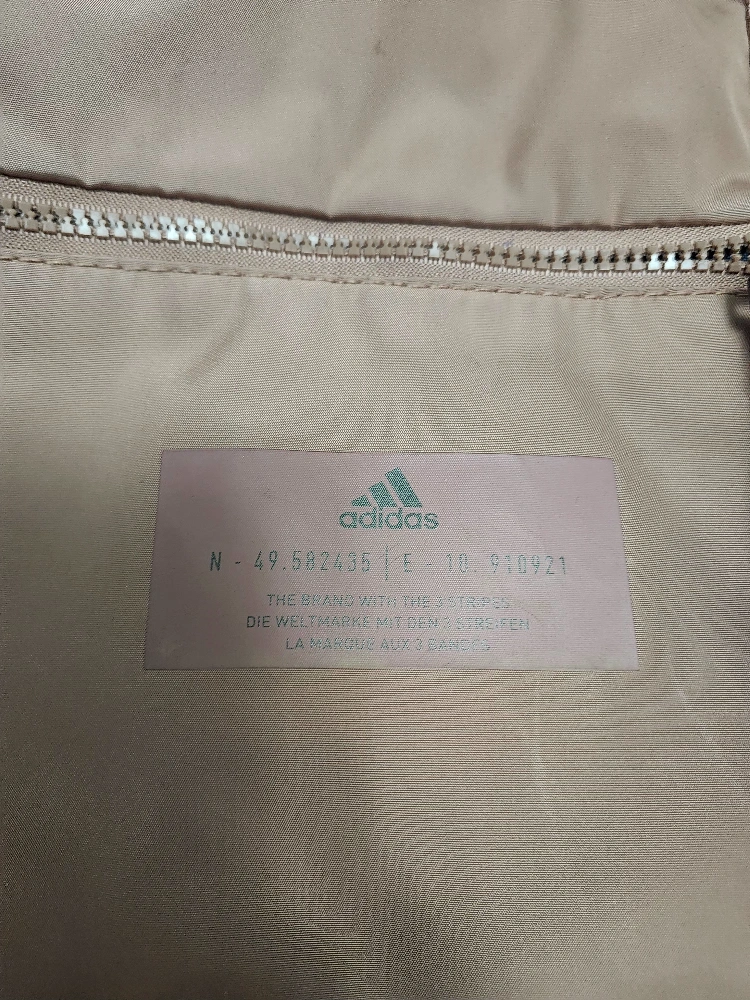 adidas
N - 49.582435 | E 10.910921
THE BRAND WITH THE 3 STRIPES
DIE WELTMARKE MIT DEN 3 STREIFEN
LA MARQUE AUX 3 BANDES